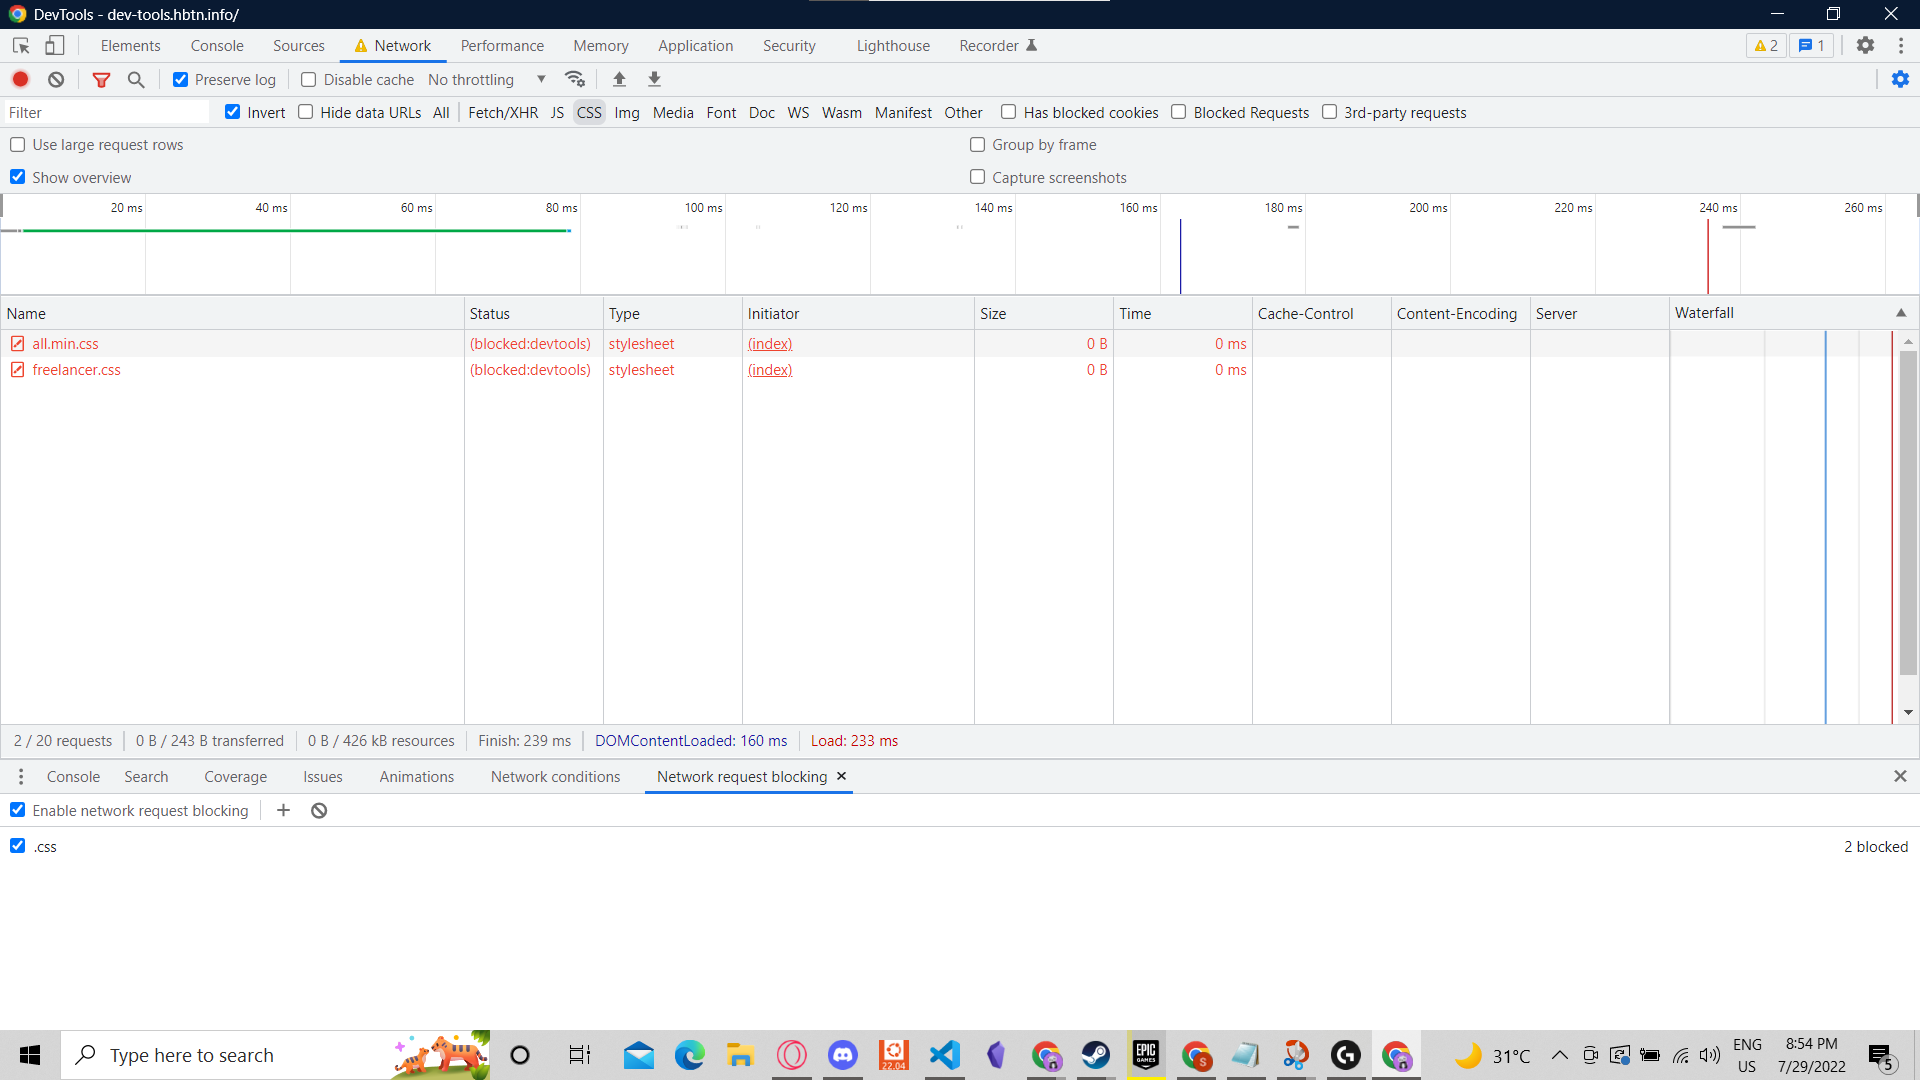 DevTools - dev-tools.hbtn.info/
Elements Console Sources Network Performance Memory Application Security Lighthouse Recorder 2 1
Preserve log Disable cache No throttling
Filter Invert Hide data URLs All Fetch/XHR JS CSS Img Media Font Doc WS Wasm Manifest Other Has blocked cookies Blocked Requests 3rd-party requests
Use large request rows Group by frame
Show overview Capture screenshots
20 ms 40 ms 60 ms 80 ms 100 ms 120 ms 140 ms 160 ms 180 ms 200 ms 220 ms 240 ms 260 ms
Name Status Type Initiator Size Time Cache-Control Content-Encoding Server Waterfall
all.min.css (blocked:devtools) stylesheet (index) 0 B 0 ms
freelancer.css (blocked:devtools) stylesheet (index) 0 B 0 ms
2 / 20 requests 0 B / 243 B transferred 0 B / 426 kB resources Finish: 239 ms DOMContentLoaded: 160 ms Load: 233 ms
Console Search Coverage Issues Animations Network conditions Network request blocking
Enable network request blocking
.css 2 blocked
Type here to search 22.04 EPIC GAMES S 31°C ENG 8:54 PM
US 7/29/2022 5